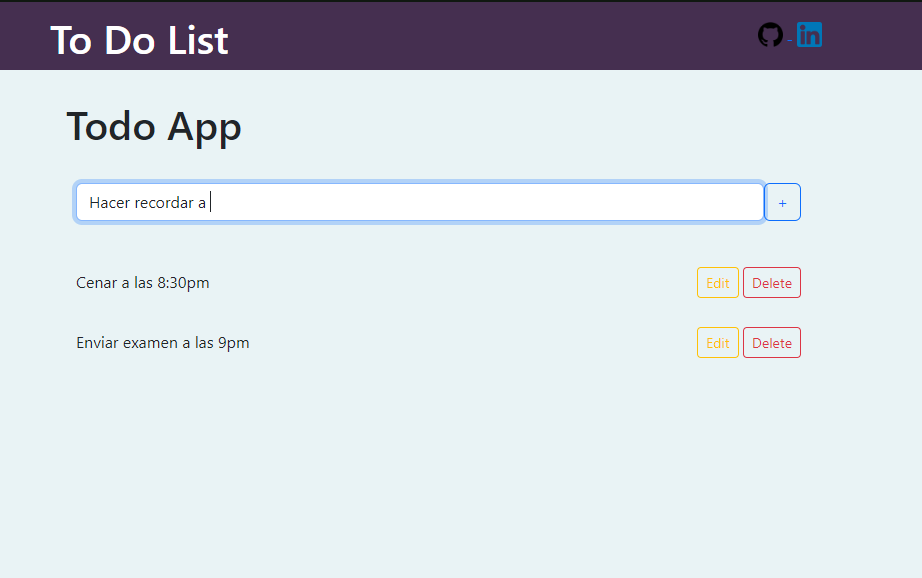 To Do List
in
Todo App
Hacer recordar a
+
Cenar a las 8:30pm
Edit
Delete
Enviar examen a las 9pm
Edit
Delete